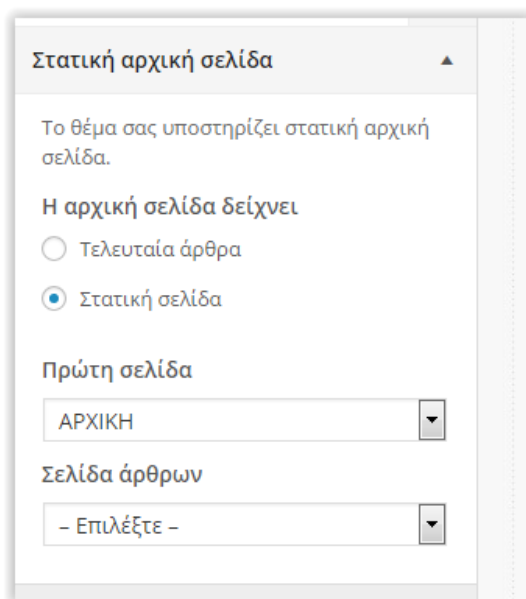 Στατική αρχική σελίδα
Το θέμα σας υποστηρίζει στατική αρχική
σελίδα.
Η αρχική σελίδα δείχνει
Τελευταία άρθρα
Στατική σελίδα
Πρώτη σελίδα
ΑΡΧΙΚΗ
Σελίδα άρθρων
– Επιλέξτε –